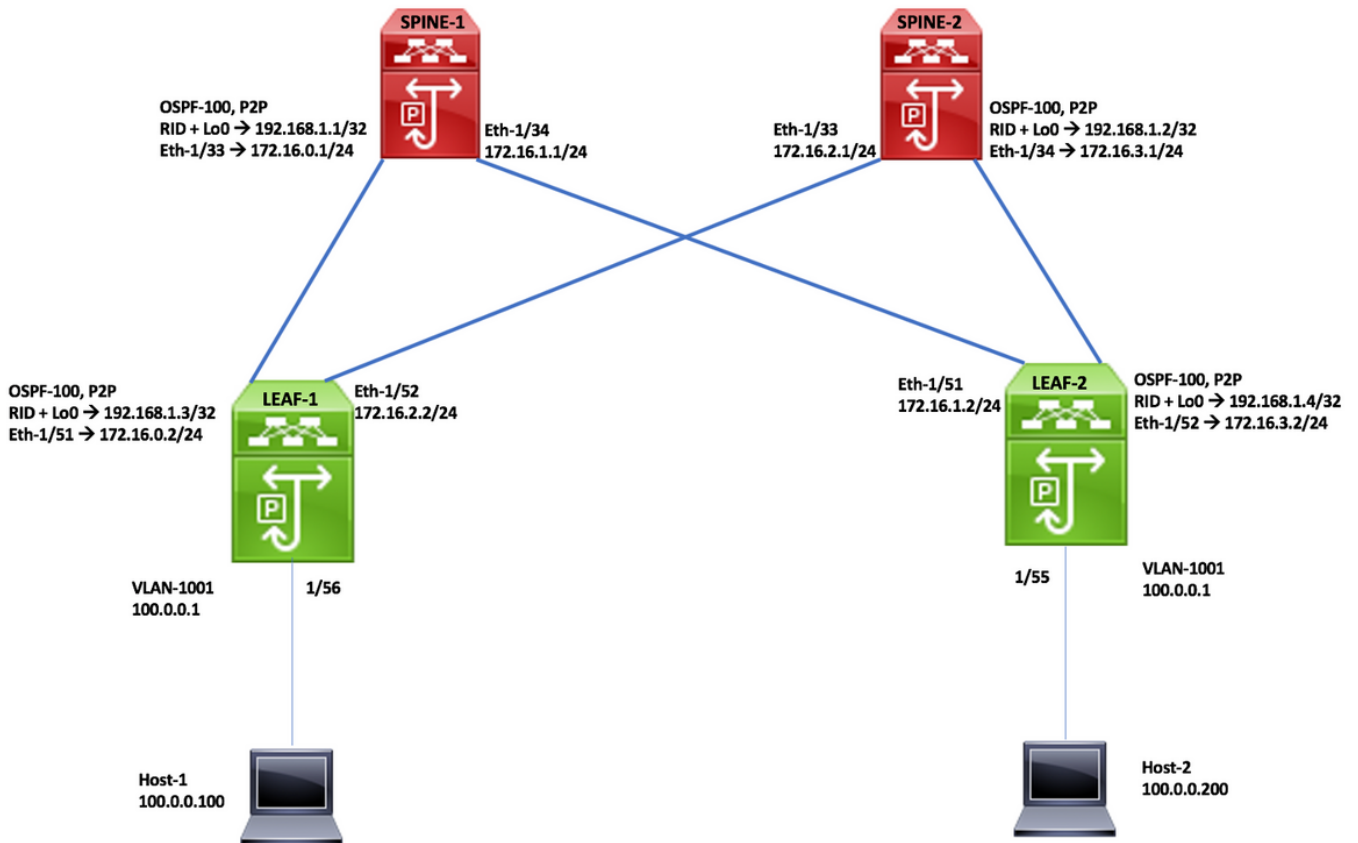 SPINE-1
SPINE-2
OSPF-100, P2P
RID + Lo0 → 192.168.1.1/32
Eth-1/33 → 172.16.0.1/24
P
Eth-1/34
172.16.1.1/24
Eth-1/33
172.16.2.1/24
P
OSPF-100, P2P
RID + Lo0 → 192.168.1.2/32
Eth-1/34 → 172.16.3.1/24
OSPF-100, P2P
RID + Lo0 → 192.168.1.3/32
Eth-1/51 → 172.16.0.2/24
LEAF-1
P
Eth-1/52
172.16.2.2/24
Eth-1/51
172.16.1.2/24
LEAF-2
P
OSPF-100, P2P
RID + Lo0 → 192.168.1.4/32
Eth-1/52 → 172.16.3.2/24
VLAN-1001
100.0.0.1
1/56
1/55
VLAN-1001
100.0.0.1
Host-1
100.0.0.100
Host-2
100.0.0.200